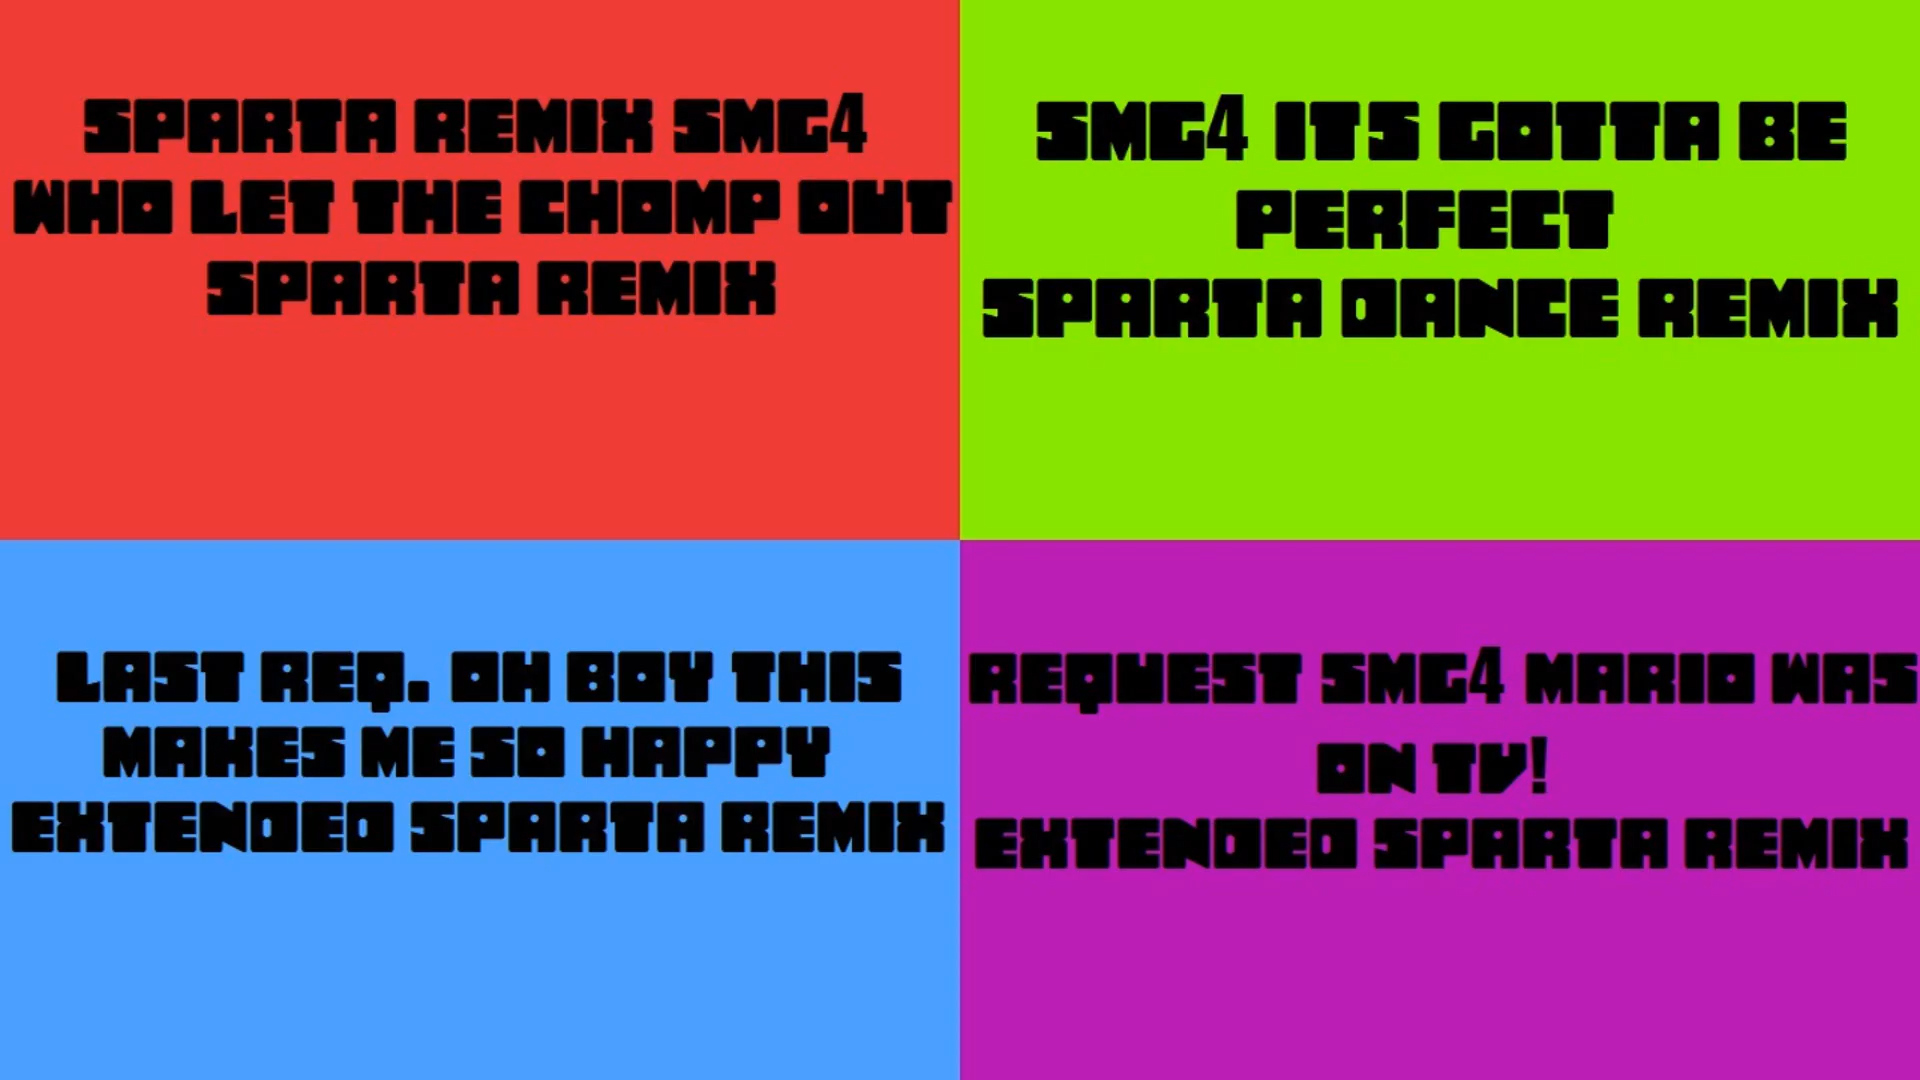 SPARTA REMIX SMG4
WHO LET THE CHOMP OUT
SPARTA REMIX
SMG4 ITS GOTTA BE
PERFECT
SPARTA DANCE REMIX
LAST REQ. OH BOY THIS
MAKES ME SO HAPPY
EXTENDED SPARTA REMIX
REQUEST SMG4 MARIO WAS
ON TV!
EXTENDED SPARTA REMIX